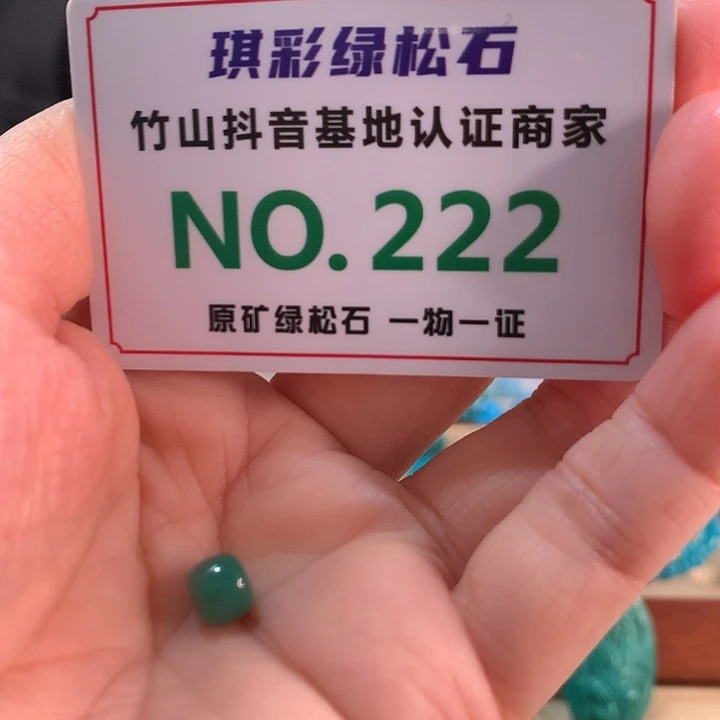 琪彩绿松石
竹山抖音基地认证商家
NO.222
原矿绿松石 一物一证